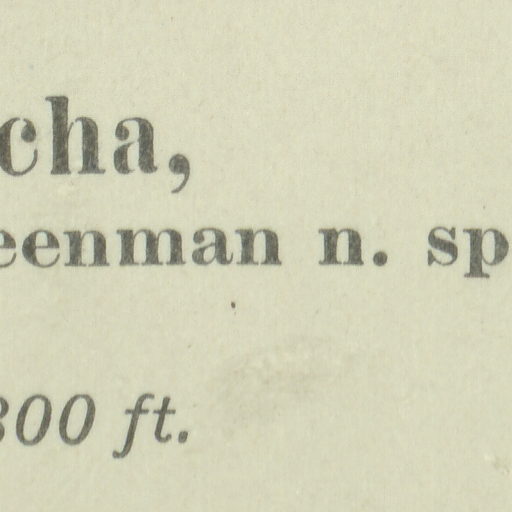 cha,
eenman n. sp
300 ft.